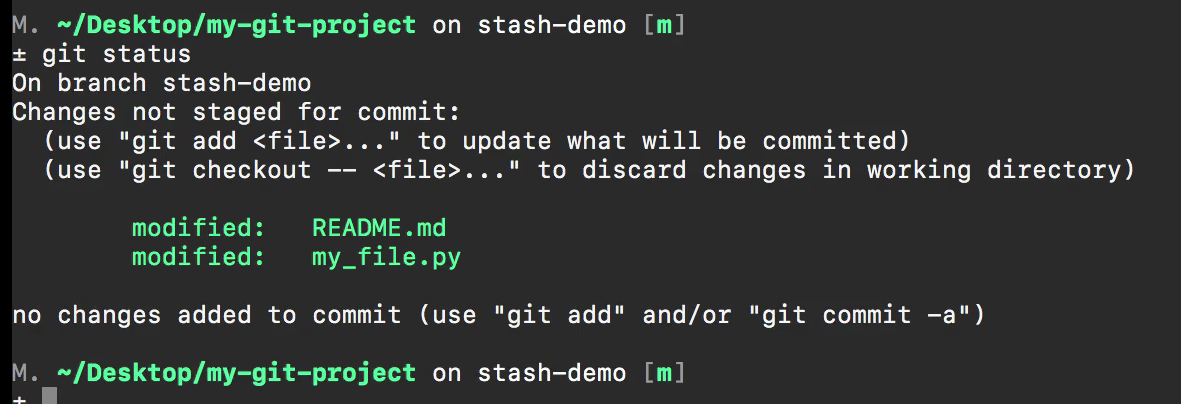 M. ~/Desktop/my-git-project on stash-demo [m]
± git status
On branch stash-demo
Changes not staged for commit:
  (use "git add <file>..." to update what will be committed)
  (use "git checkout -- <file>..." to discard changes in working directory)

        modified:   README.md
        modified:   my_file.py

no changes added to commit (use "git add" and/or "git commit -a")

M. ~/Desktop/my-git-project on stash-demo [m]
±